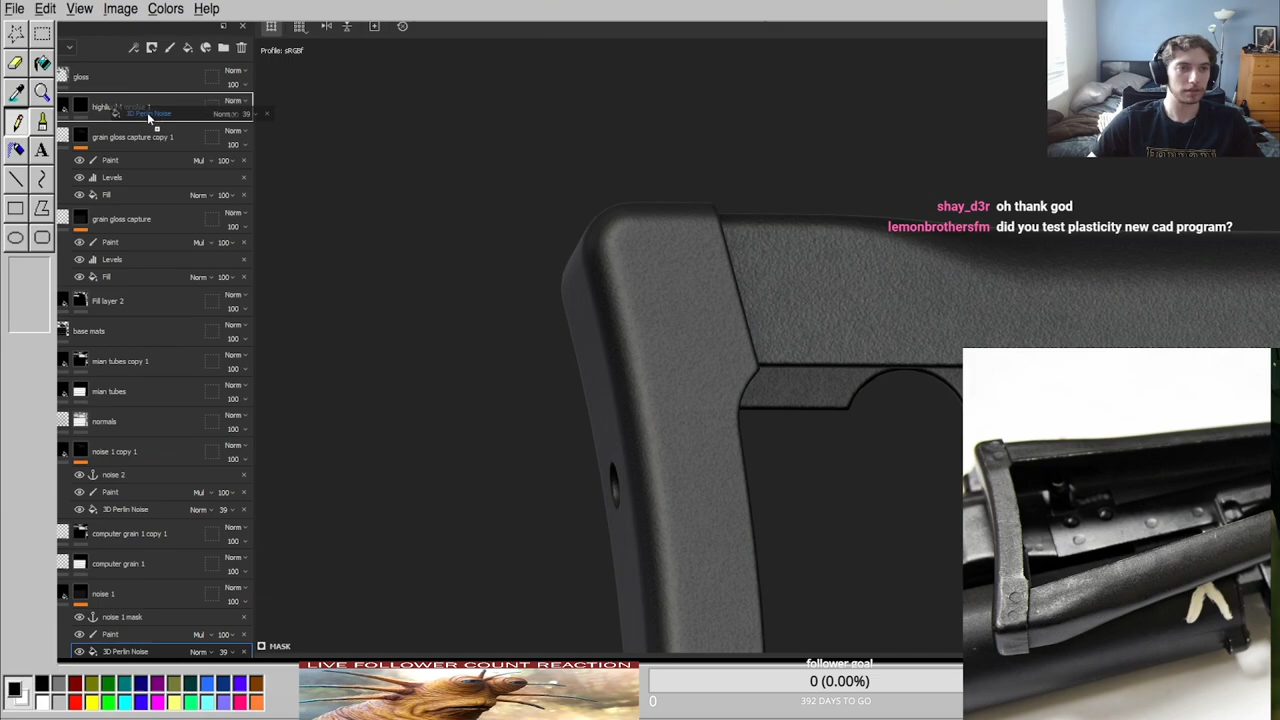 File Edit View Image Colors Help
Profile: sRGBf
gloss Norm 100
Norm
3D Perlin Noise Norm 39
grain gloss capture copy 1 Norm 100
Paint Mul 100
Levels
Fill Norm 100
grain gloss capture Norm 100
Paint Mul 100
Levels
Fill Norm 100
Fill layer 2 Norm 100
base mats Norm 100
mian tubes copy 1 Norm 100
mian tubes Norm 100
normals Norm 100
noise 1 copy 1 Norm 100
noise 2
Paint Mul 100
3D Perlin Noise Norm 39
computer grain 1 copy 1 Norm 100
computer grain 1 Norm 100
noise 1 Norm 100
noise 1 mask
Paint Mul 100
3D Perlin Noise Norm 39
MASK
shay_d3r oh thank god
lemonbrothersfm did you test plasticity new cad program?
LIVE FOLLOWER COUNT REACTION
follower goal
0 (0.00%)
0
392 DAYS TO GO